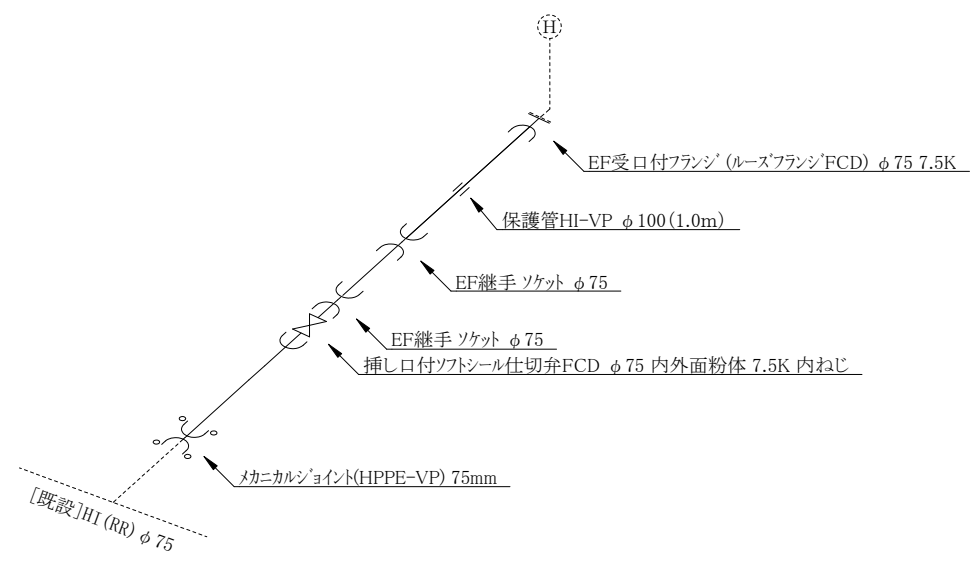 H
EF受口付フランジ (ルーズフランジFCD) φ75 7.5K
保護管HI-VP φ100(1.0m)
EF継手 ソケット φ75
EF継手 ソケット φ75
挿し口付ソフトシール仕切弁FCD φ75 内外面粉体 7.5K 内ねじ
メカニカルジョイント(HPPE-VP) 75mm
[既設]HI(RR) φ75